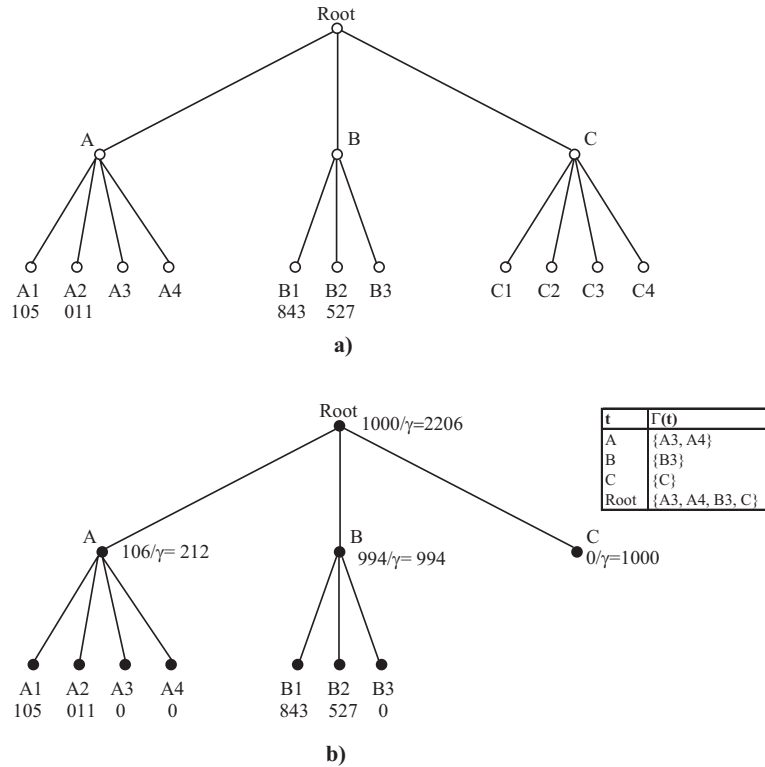 Root
A
B
C
A1 A2 A3 A4 B1 B2 B3 C1 C2 C3 C4
105 011 843 527
a)
Root
1000/γ=2206
t Γ(t)
A {A3, A4}
B {B3}
C {C}
Root {A3, A4, B3, C}
A
106/γ= 212
B
994/γ= 994
C
0/γ=1000
A1 A2 A3 A4 B1 B2 B3
105 011 0 0 843 527 0
b)